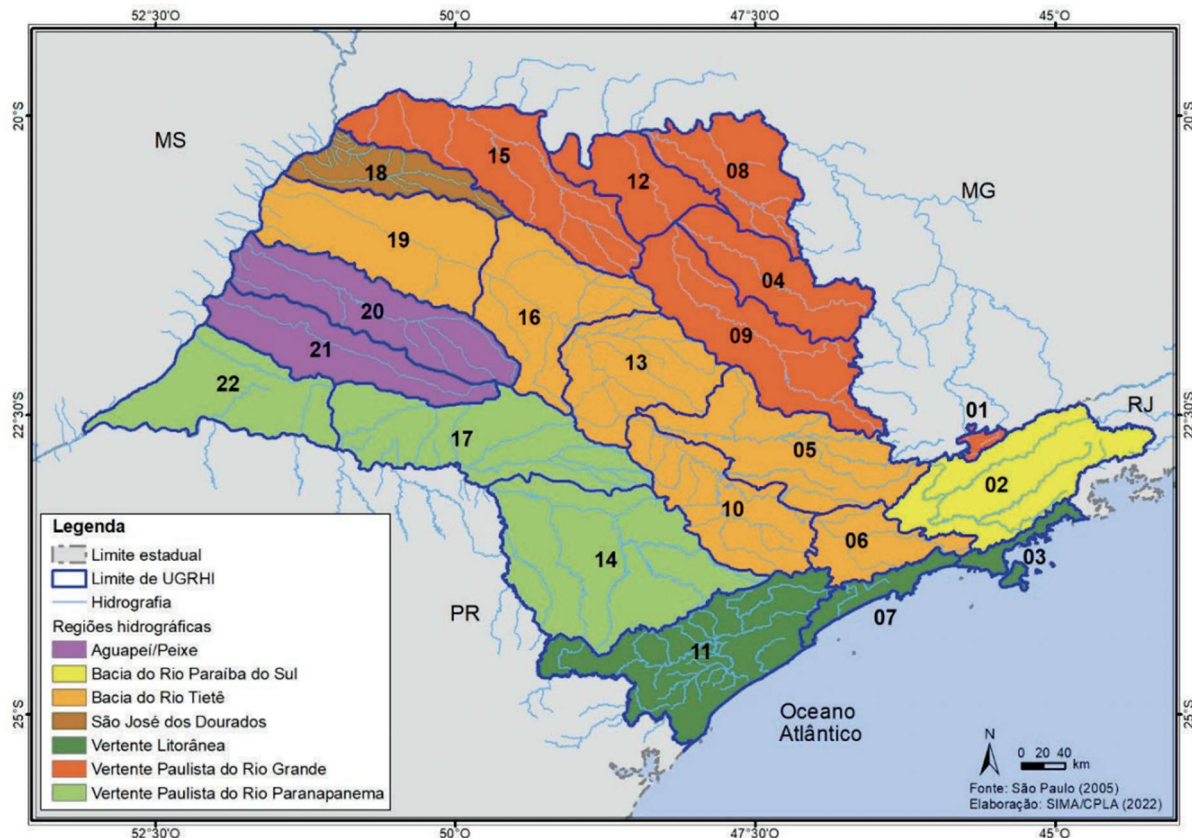 52°30'W 50°W 47°30'W 45°W
20°S 20°S
MS
15
18
12
08
MG
19
04
20
16
09
21
13
22
22°30'S 01 RJ 22°30'S
17
05
02
10
06
14
03
07
PR
11
25°S 25°S
Oceano
Atlântico
Legenda
Limite estadual
Limite de UGRHI
Hidrografia
Regiões hidrográficas
Aguapeí/Peixe
Bacia do Rio Paraíba do Sul
Bacia do Rio Tietê
São José dos Dourados
Vertente Litorânea
Vertente Paulista do Rio Grande
Vertente Paulista do Rio Paranapanema
N
0 20 40
km
Fonte: São Paulo (2005)
Elaboração: SIMA/CPLA (2022)
52°30' 50° 47°30' 45°